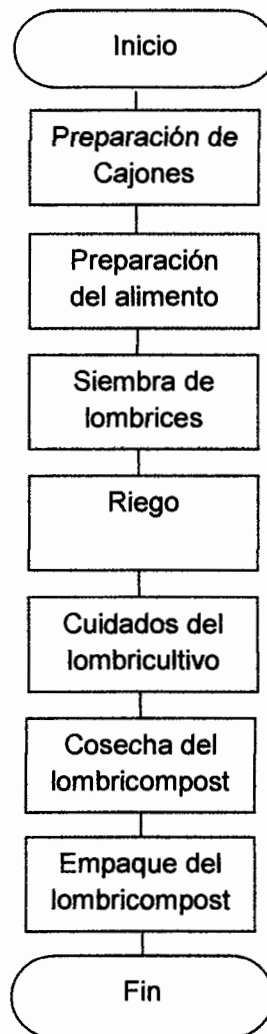 Inicio
Preparación de
Cajones
Preparación
del alimento
Siembra de
lombrices
Riego
Cuidados del
lombricultivo
Cosecha del
lombricompost
Empaque del
lombricompost
Fin